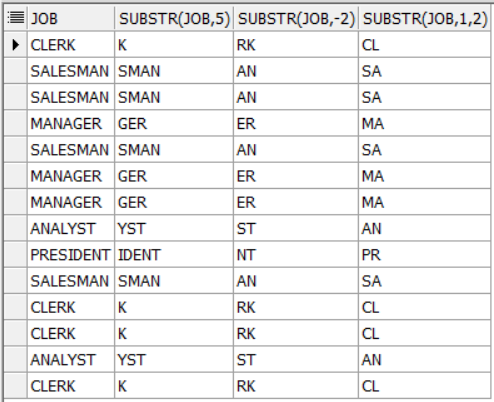 JOB SUBSTR(JOB,5) SUBSTR(JOB,-2) SUBSTR(JOB,1,2)
CLERK K RK CL
SALESMAN SMAN AN SA
SALESMAN SMAN AN SA
MANAGER GER ER MA
SALESMAN SMAN AN SA
MANAGER GER ER MA
MANAGER GER ER MA
ANALYST YST ST AN
PRESIDENT IDENT NT PR
SALESMAN SMAN AN SA
CLERK K RK CL
CLERK K RK CL
ANALYST YST ST AN
CLERK K RK CL